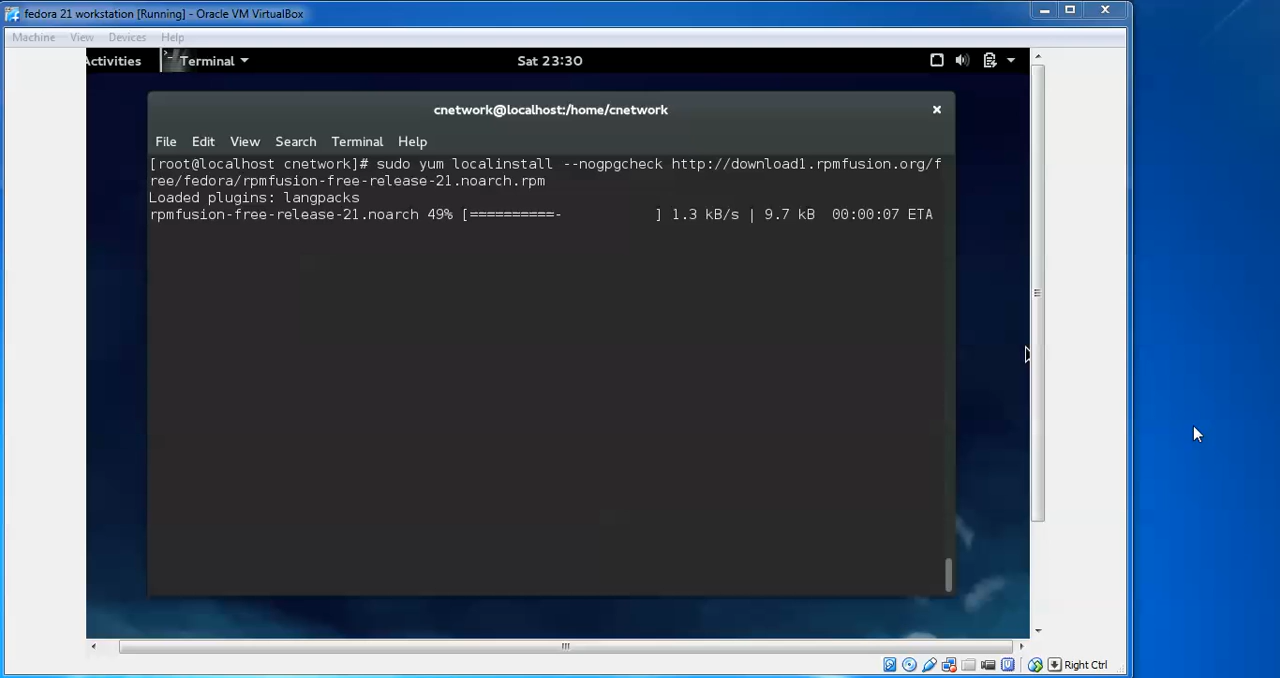 fedora 21 workstation [Running] - Oracle VM VirtualBox
Machine View Devices Help
Activities Terminal Sat 23:30
cnetwork@localhost:/home/cnetwork
File Edit View Search Terminal Help
[root@localhost cnetwork]# sudo yum localinstall --nogpgcheck http://download1.rpmfusion.org/f
ree/fedora/rpmfusion-free-release-21.noarch.rpm
Loaded plugins: langpacks
rpmfusion-free-release-21.noarch 49% [==========-          ] 1.3 kB/s | 9.7 kB  00:00:07 ETA
Right Ctrl